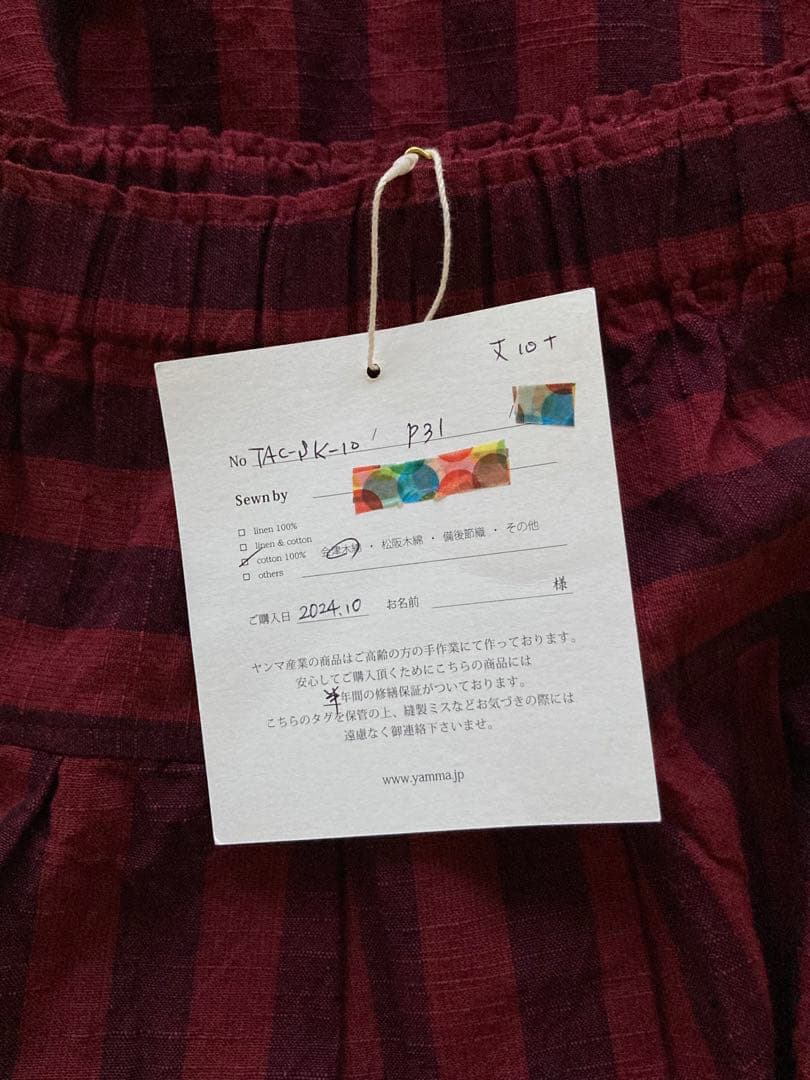 丈 10+
No TAC-SK-10 / P31 /
Sewn by
linen 100%
linen & cotton
cotton 100% 会津木綿 ・ 松阪木綿 ・ 備後節織 ・ その他
others
ご購入日 2024.10 お名前 様
ヤンマ産業の商品はご高齢の方の手作業にて作っております。
安心してご購入頂くためにこちらの商品には
半年間の修繕保証がついております。
こちらのタグを保管の上、縫製ミスなどお気づきの際には
遠慮なく御連絡下さいませ。
www.yamma.jp